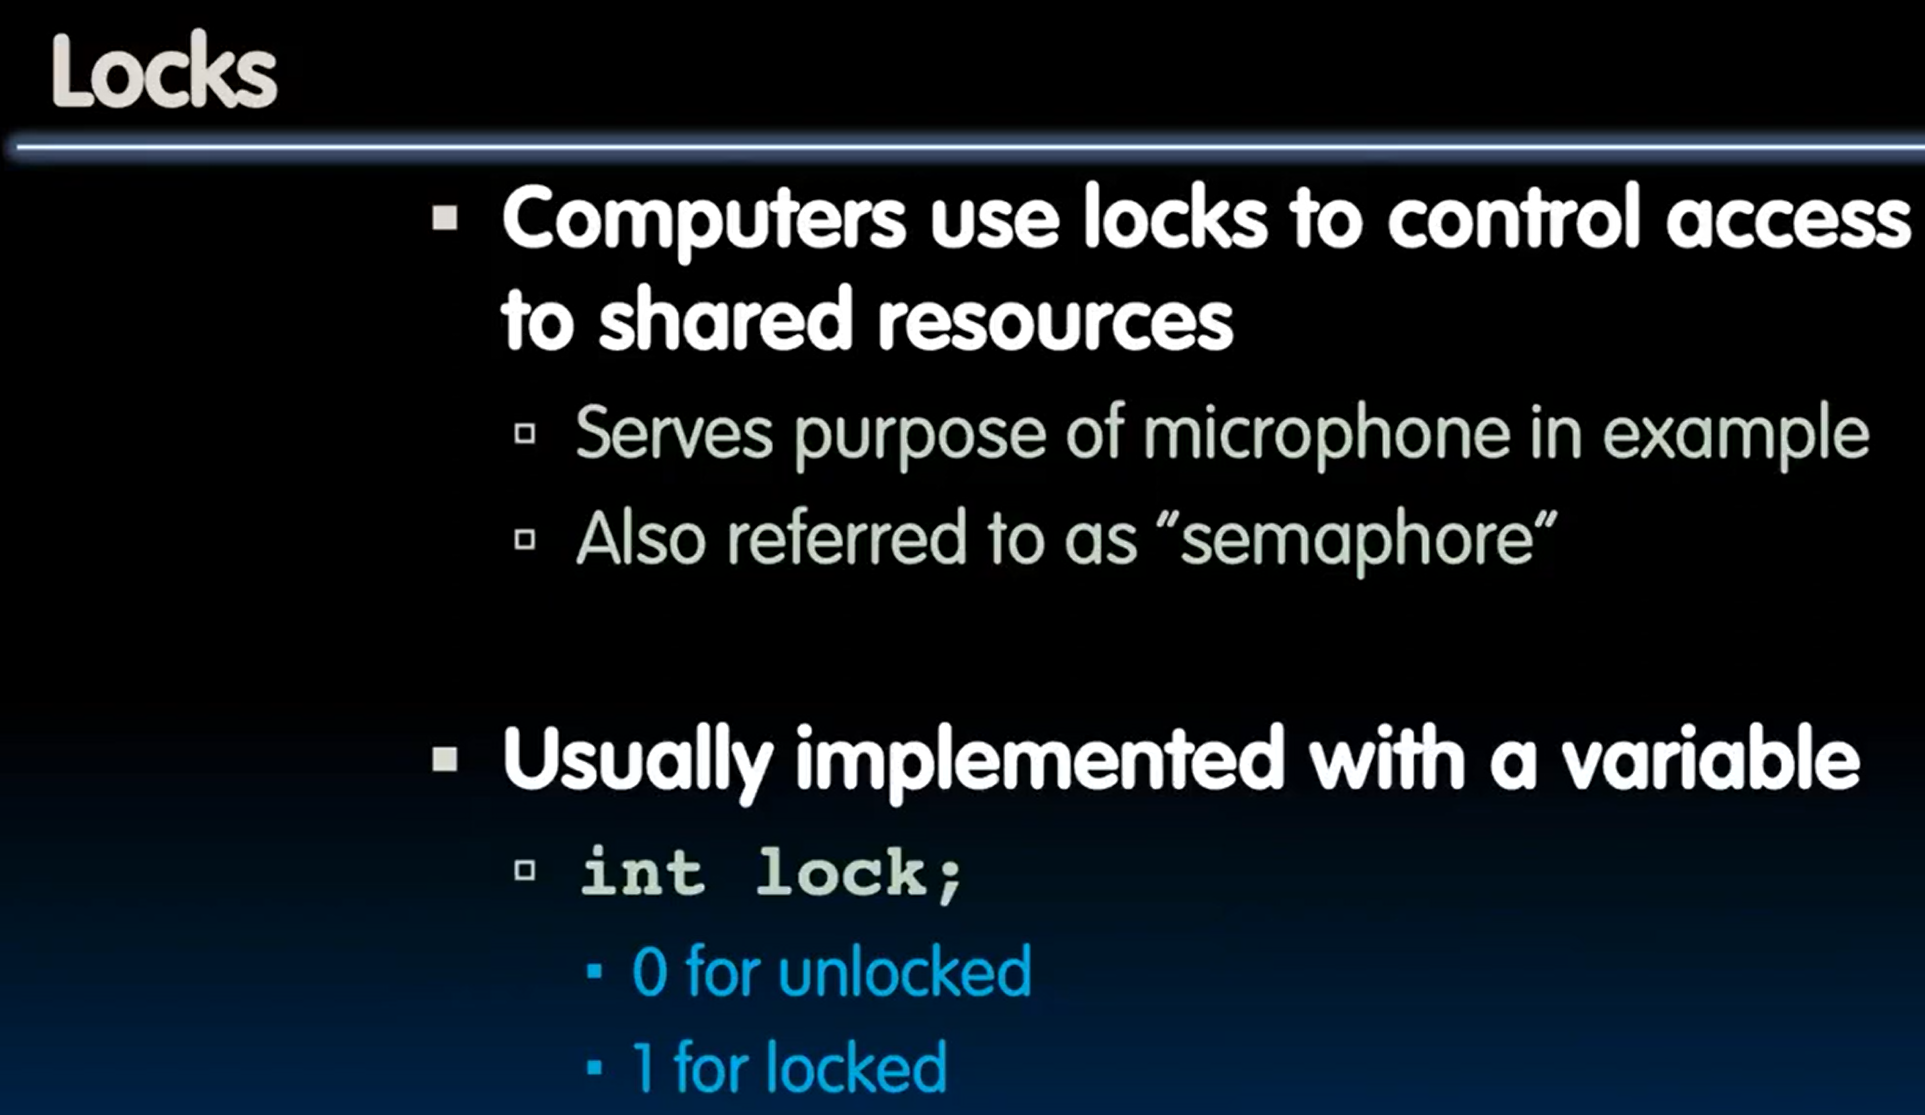 Locks
Computers use locks to control access
to shared resources
Serves purpose of microphone in example
Also referred to as “semaphore”
Usually implemented with a variable
int lock;
0 for unlocked
1 for locked